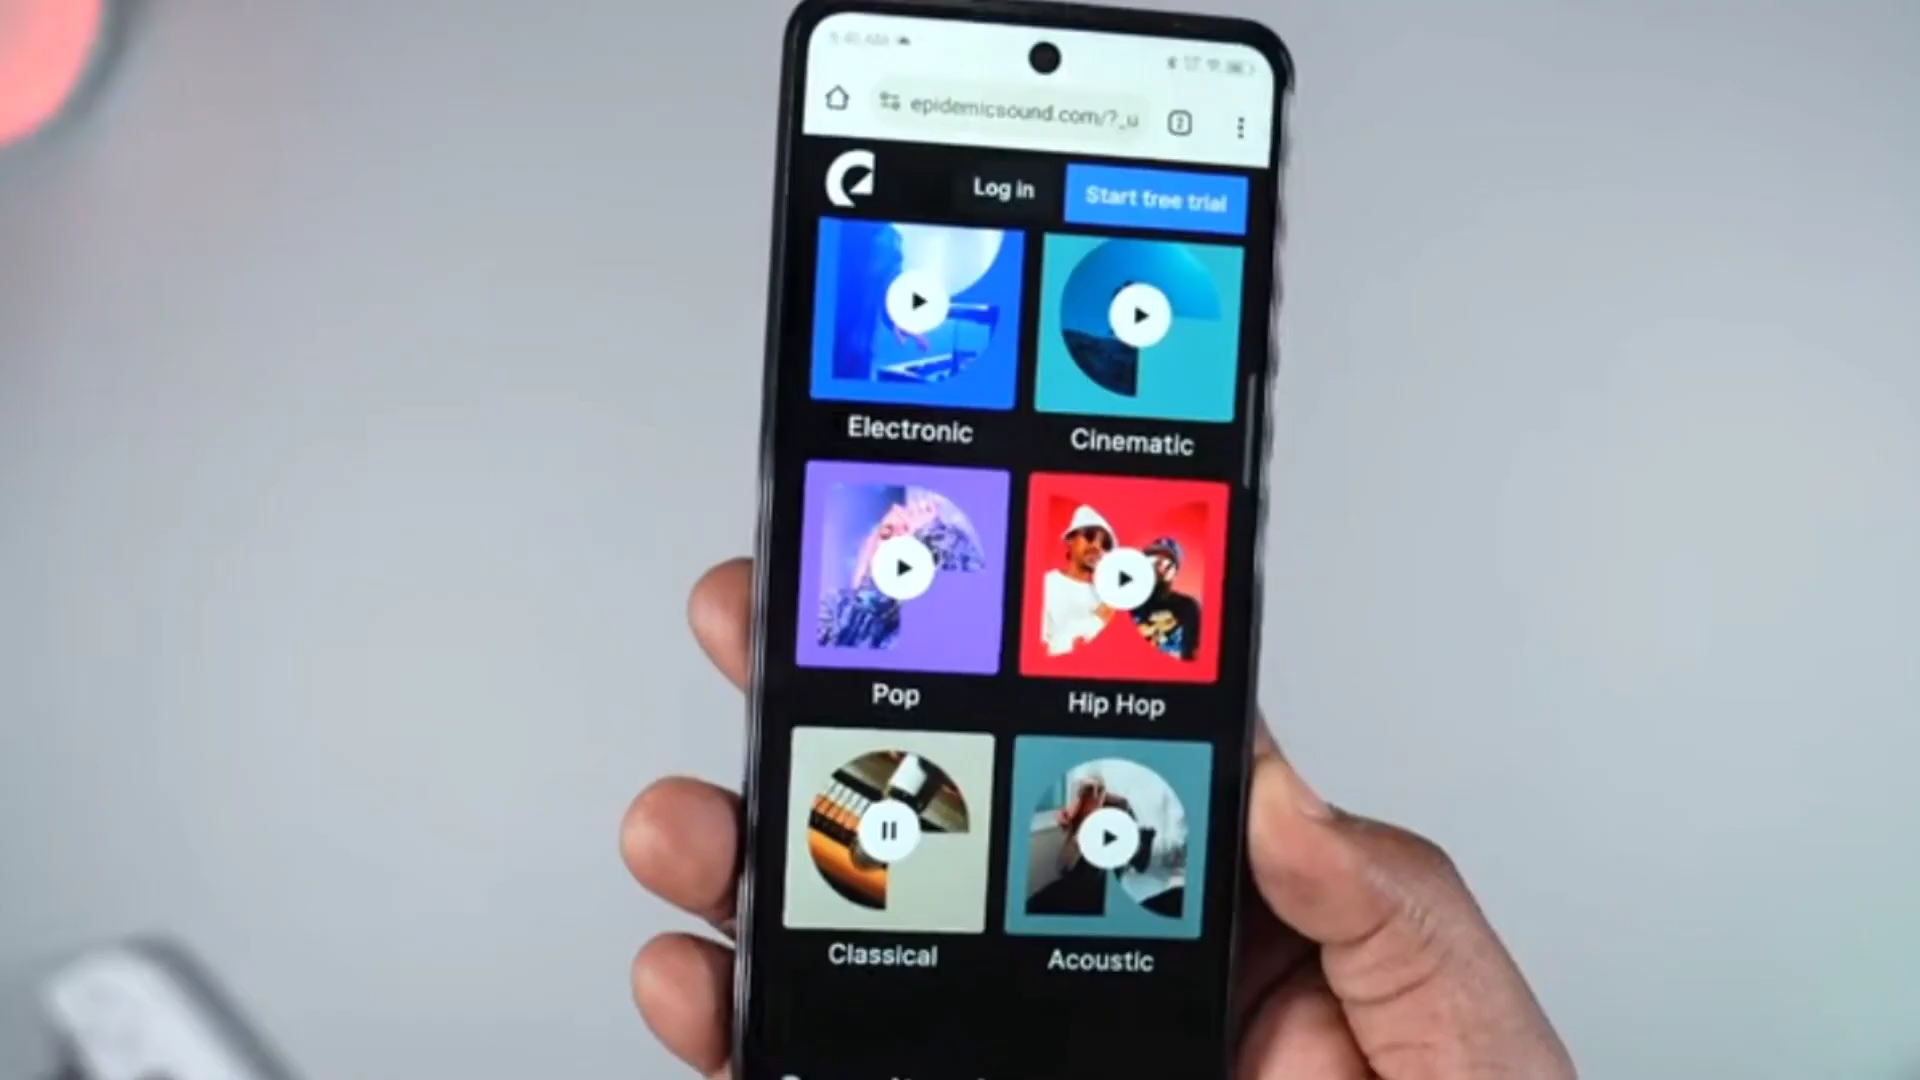 epidemicsound.com/?_u
Log in
Start free trial
Electronic
Cinematic
Pop
Hip Hop
Classical
Acoustic